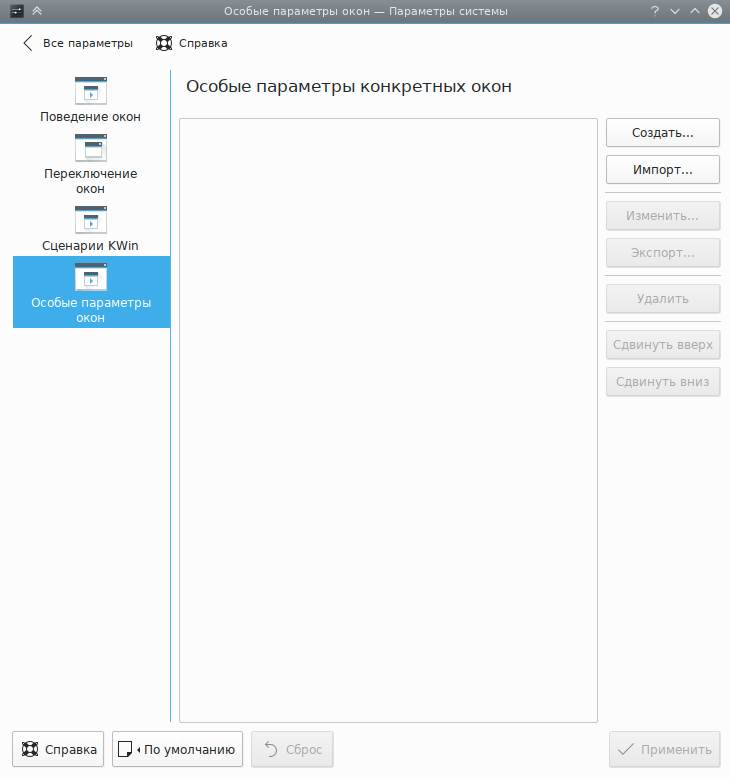 Особые параметры окон — Параметры системы
Все параметры
Справка
Поведение окон
Переключение
окон
Сценарии KWin
Особые параметры
окон
Особые параметры конкретных окон
Создать...
Импорт...
Изменить...
Экспорт...
Удалить
Сдвинуть вверх
Сдвинуть вниз
Справка
По умолчанию
Сброс
Применить